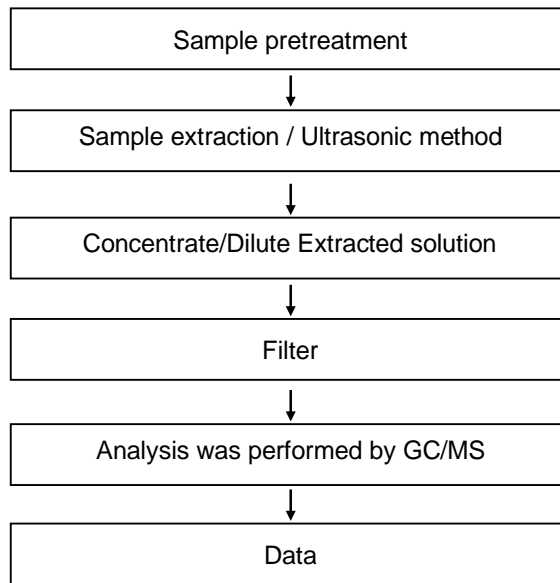 Sample pretreatment
Sample extraction / Ultrasonic method
Concentrate/Dilute Extracted solution
Filter
Analysis was performed by GC/MS
Data